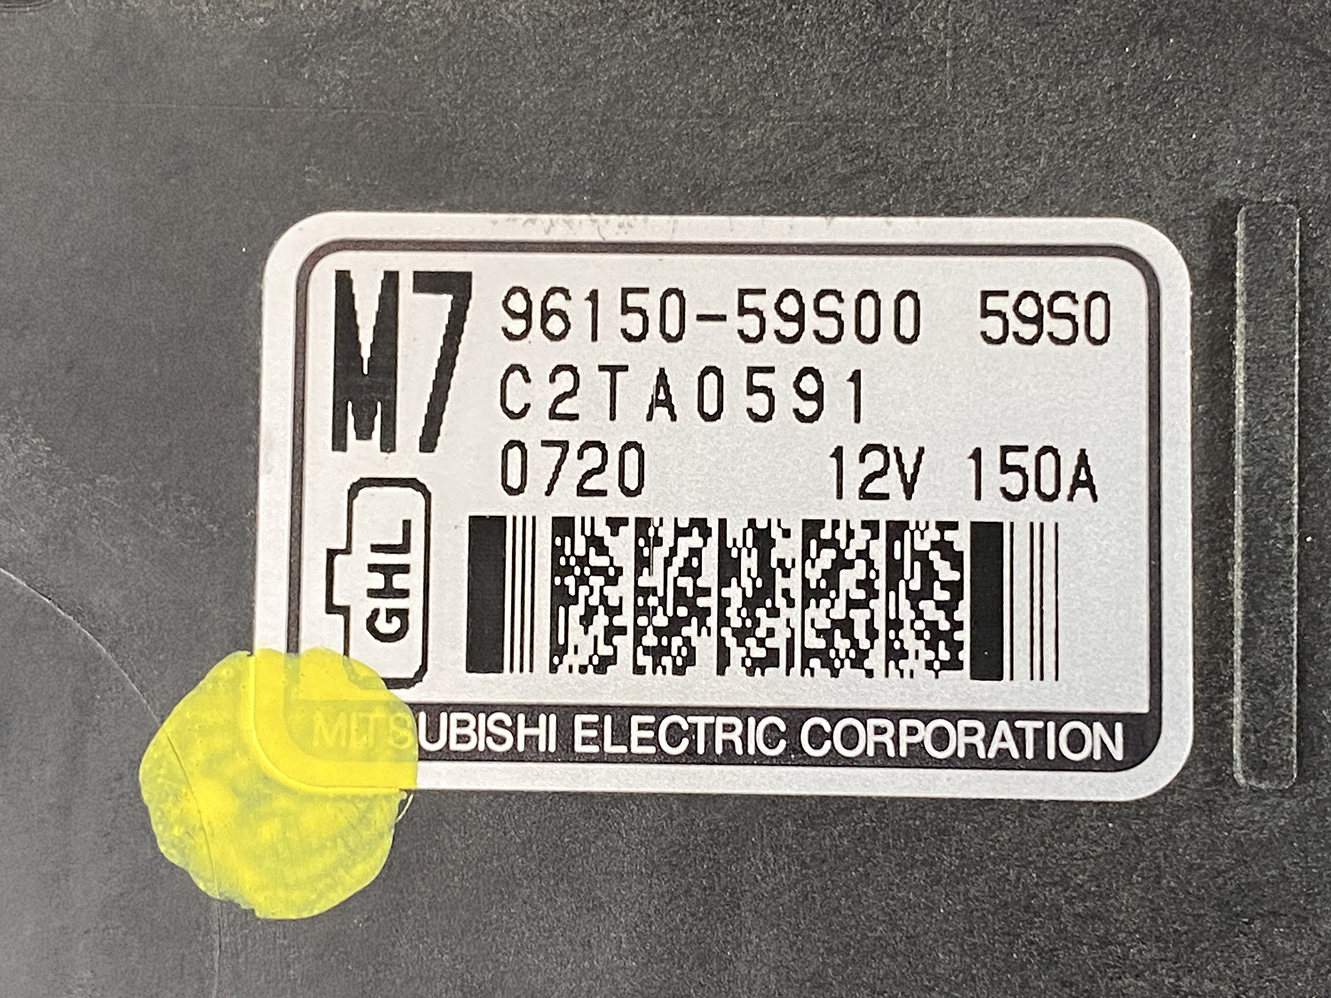 M7 96150-59S00 59S0
C2TA0591
0720 12V 150A
GHL
MITSUBISHI ELECTRIC CORPORATION